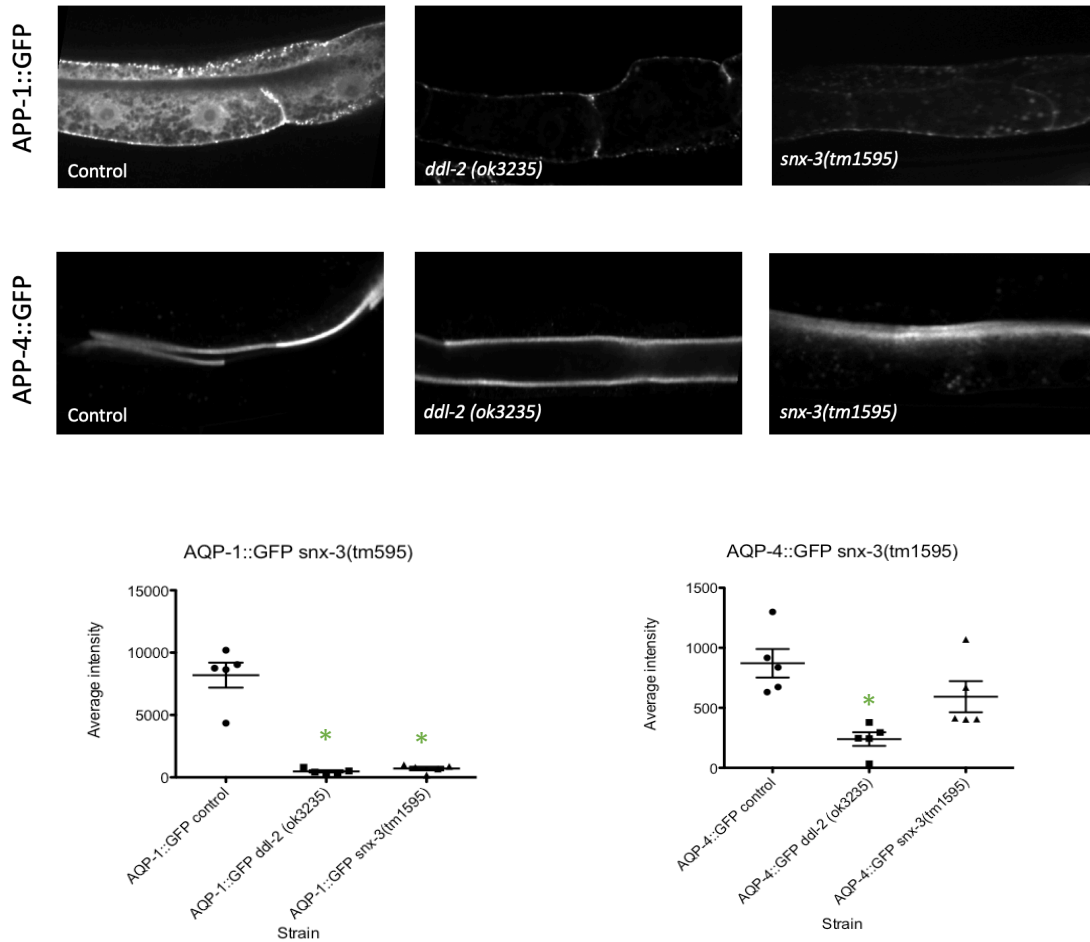 APP-1::GFP
Control
ddl-2 (ok3235)
snx-3(tm1595)
APP-4::GFP
Control
ddl-2 (ok3235)
snx-3(tm1595)
AQP-1::GFP snx-3(tm595)
Average intensity
15000
10000
5000
0
*
*
AQP-1::GFP control
AQP-1::GFP ddl-2 (ok3235)
AQP-1::GFP snx-3(tm1595)
Strain
AQP-4::GFP snx-3(tm1595)
Average intensity
1500
1000
500
0
*
AQP-4::GFP control
AQP-4::GFP ddl-2 (ok3235)
AQP-4::GFP snx-3(tm1595)
Strain